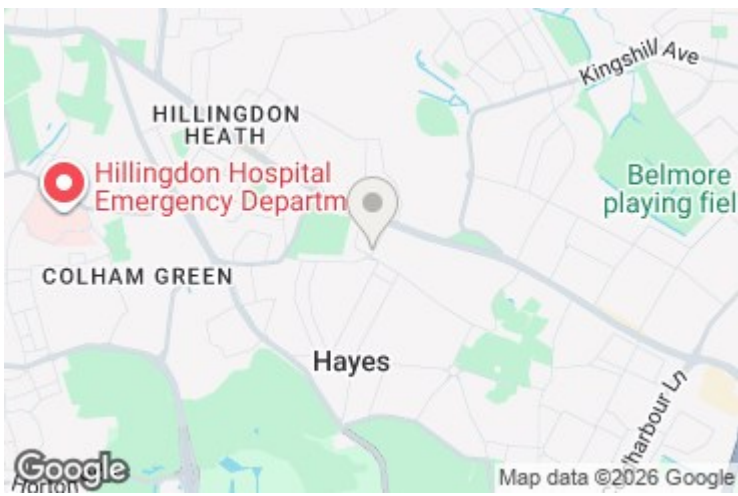 Kingshill Ave
HILLINGDON
HEATH
Hillingdon Hospital
Emergency Departm
Belmore
playing fiel
COLHAM GREEN
Hayes
Google
Horton
Map data ©2026 Google